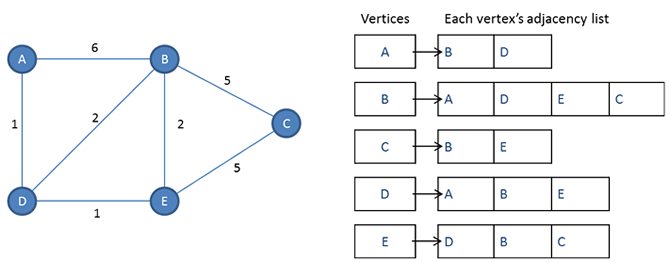 A 6 B
5
1 2 2 C
5
D 1 E
Vertices Each vertex's adjacency list
A B D
B A D E C
C B E
D A B E
E D B C